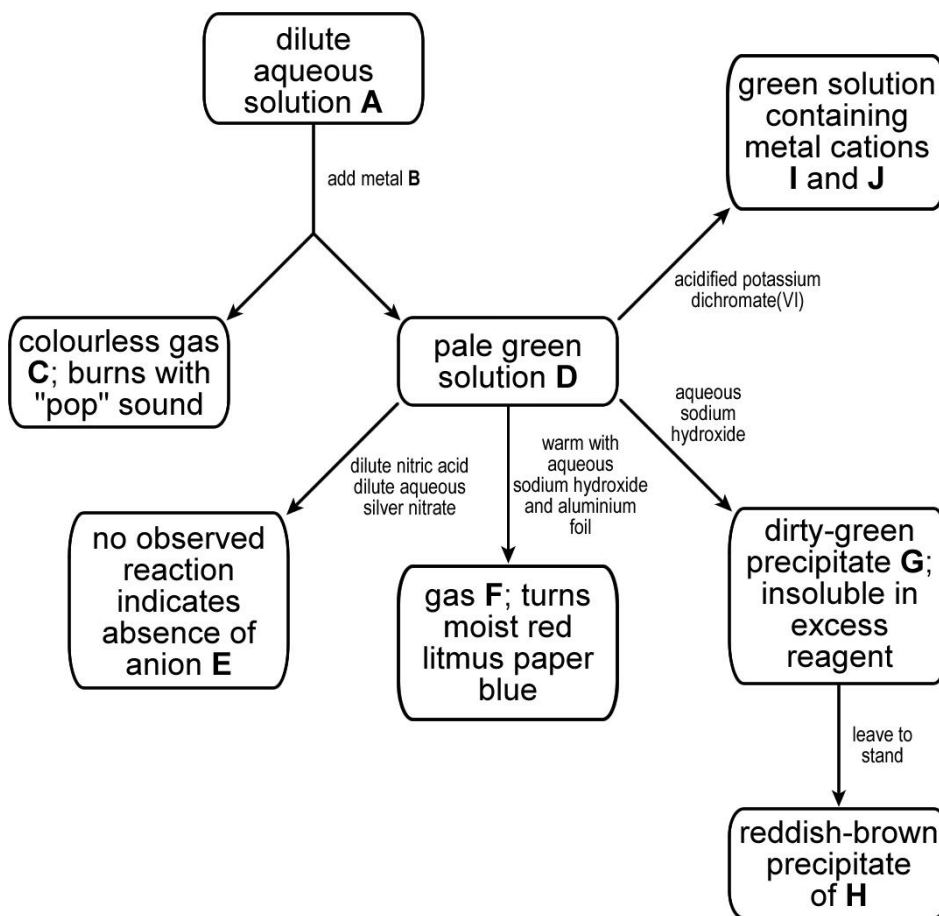 dilute
aqueous
solution A
add metal B
colourless gas
C; burns with
"pop" sound
pale green
solution D
green solution
containing
metal cations
I and J
acidified potassium
dichromate(VI)
aqueous
sodium
hydroxide
dilute nitric acid
dilute aqueous
silver nitrate
warm with
aqueous
sodium hydroxide
and aluminium
foil
no observed
reaction
indicates
absence of
anion E
gas F; turns
moist red
litmus paper
blue
dirty-green
precipitate G;
insoluble in
excess
reagent
leave to
stand
reddish-brown
precipitate
of H